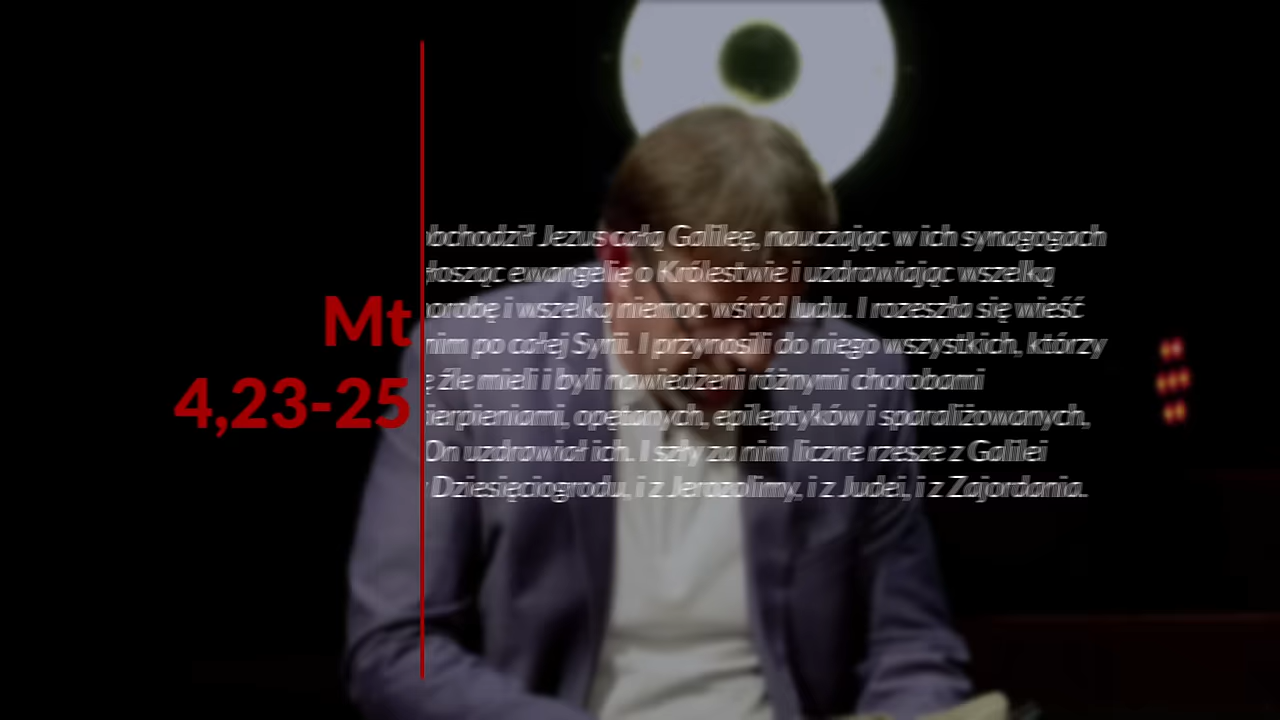 Mt
4,23-25
obchodził Jezus całą Galileę, nauczając w ich synagogach
głosząc ewangelię o Królestwie i uzdrawiając wszelką
chorobę i wszelką niemoc wśród ludu. I rozeszła się wieść
nim po całej Syrii. I przynosili do niego wszystkich, którzy
źle mieli i byli nawiedzeni różnymi chorobami
cierpieniami, opętanych, epileptyków i sparaliżowanych,
On uzdrawiał ich. I szły za nim liczne rzesze z Galilei
Dziesięciogrodu, i z Jerozolimy, i z Judei, i z Zajordania.